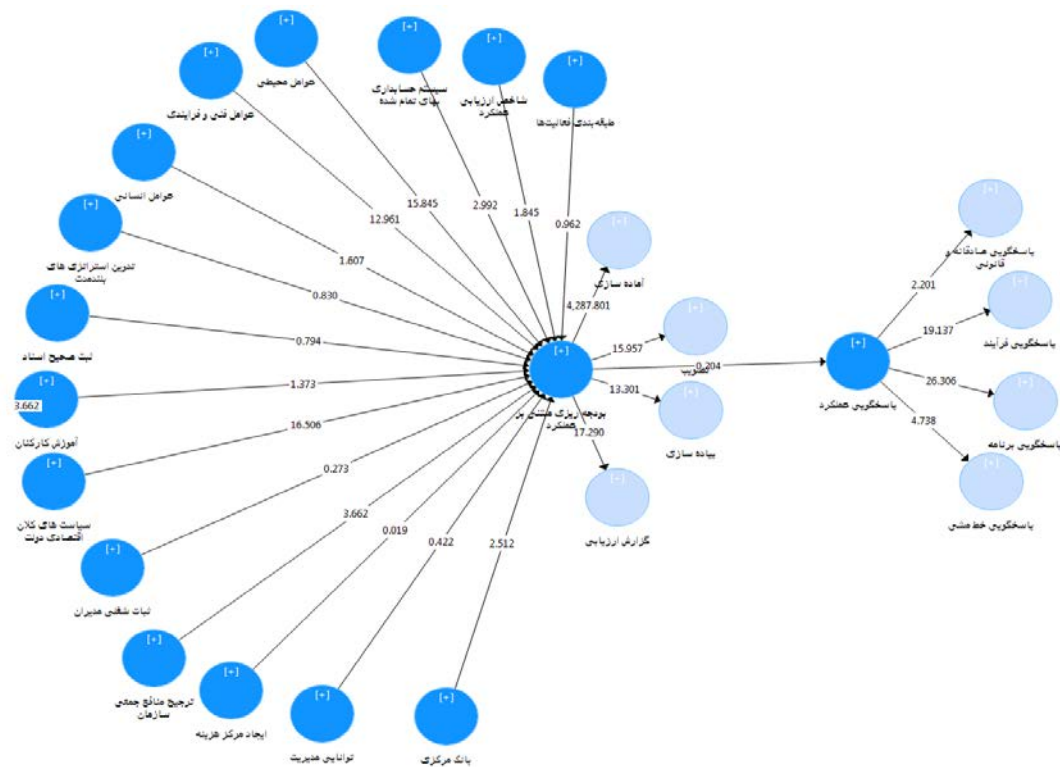 [+]
عوامل محیطی
[+]
سیستم حسابداری
بهای تمام شده
[+]
شاخص ارزیابی
عملکرد
[+]
طبقه‌بندی فعالیت‌ها
[+]
عوامل فنی و فرایندی
[+]
عوامل انسانی
[+]
تدوین استراتژی های
بلندمدت
[+]
ثبت صحیح اسناد
[+]
3.662
آموزش کارکنان
[+]
سیاست های کلان
اقتصادی دولت
[+]
ثبات شغلی مدیران
[+]
ترجیح منافع جمعی
سازمان
[+]
ایجاد مرکز هزینه
[+]
توانایی مدیریت
[+]
بانک مرکزی
15.845
12.961
2.992
1.845
0.962
1.607
0.830
0.794
1.373
16.506
0.273
3.662
0.019
0.422
2.512
[+]
بودجه ریزی مبتنی بر
عملکرد
4,287.801
15.957
13.301
17.290
0.204
[+]
آماده سازی
[+]
تصویب
[+]
پیاده سازی
[+]
گزارش ارزیابی
[+]
پاسخگویی عملکرد
2.201
19.137
26.306
4.738
[+]
پاسخگویی صادقانه و
قانونی
[+]
پاسخگویی فرآیند
[+]
پاسخگویی برنامه
[+]
پاسخگویی خط‌مشی